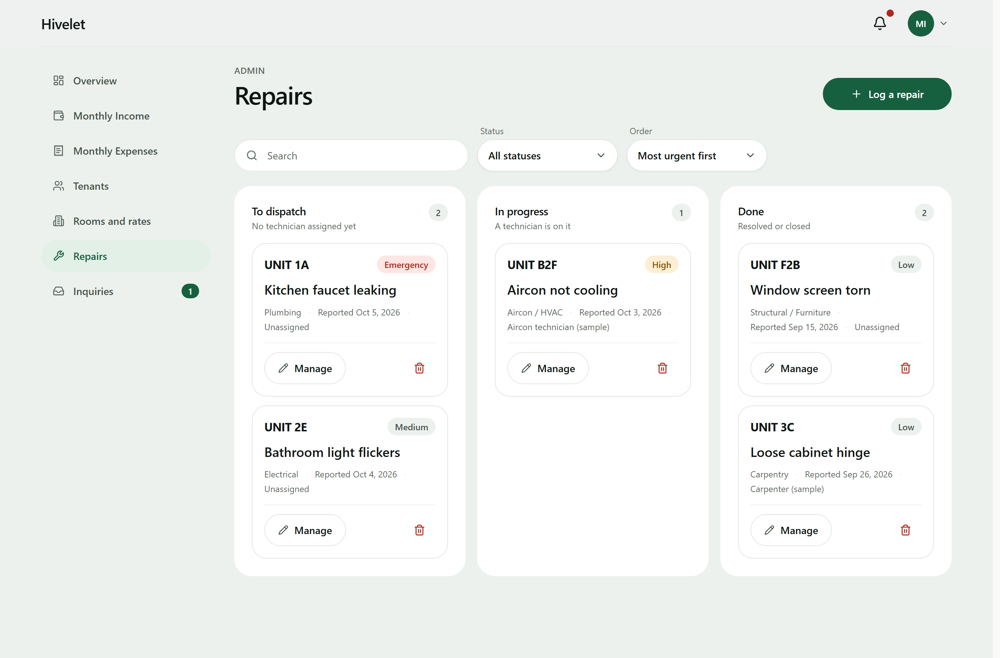 Hivelet
MI
Overview
Monthly Income
Monthly Expenses
Tenants
Rooms and rates
Repairs
Inquiries 1
ADMIN
Repairs
Log a repair
Search
Status
All statuses
Order
Most urgent first
To dispatch 2
No technician assigned yet
UNIT 1A Emergency
Kitchen faucet leaking
Plumbing · Reported Oct 5, 2026 ·
Unassigned
Manage
UNIT 2E Medium
Bathroom light flickers
Electrical · Reported Oct 4, 2026 ·
Unassigned
Manage
In progress 1
A technician is on it
UNIT B2F High
Aircon not cooling
Aircon / HVAC · Reported Oct 3, 2026 ·
Aircon technician (sample)
Manage
Done 2
Resolved or closed
UNIT F2B Low
Window screen torn
Structural / Furniture ·
Reported Sep 15, 2026 · Unassigned
Manage
UNIT 3C Low
Loose cabinet hinge
Carpentry · Reported Sep 26, 2026 ·
Carpenter (sample)
Manage